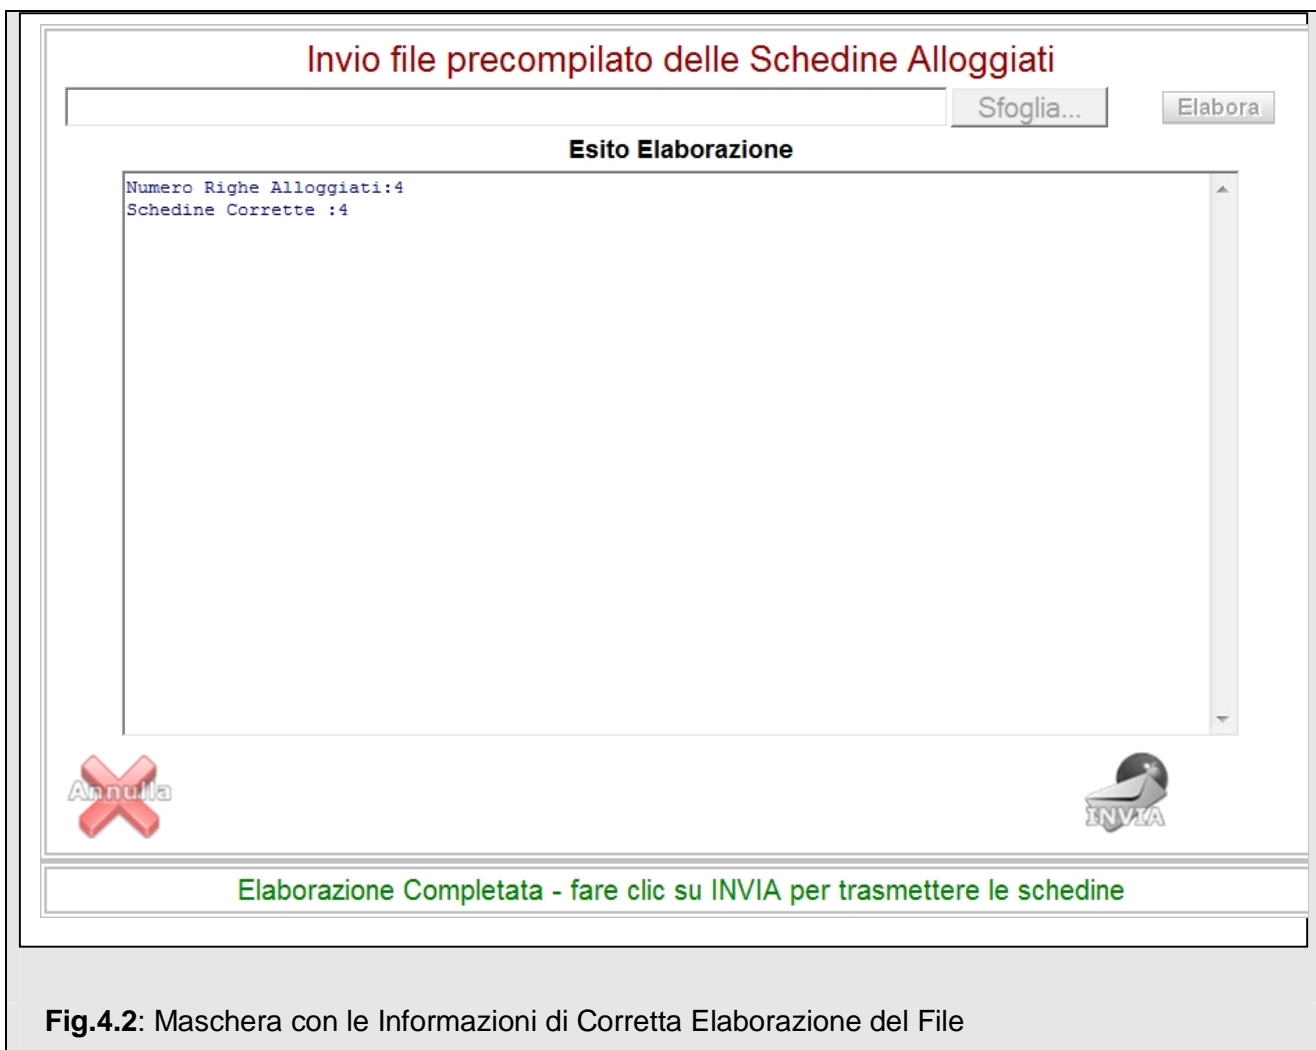 Invio file precompilato delle Schedine Alloggiati
Sfoglia... Elabora
Esito Elaborazione
Numero Righe Alloggiati:4
Schedine Corrette :4
Annulla INVIA
Elaborazione Completata - fare clic su INVIA per trasmettere le schedine
Fig.4.2: Maschera con le Informazioni di Corretta Elaborazione del File